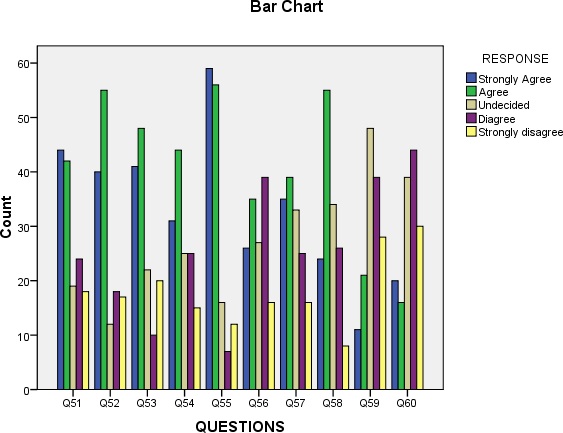 Bar Chart
RESPONSE
Strongly Agree
Agree
Undecided
Diagree
Strongly disagree
Count
60
50
40
30
20
10
0
Q51 Q52 Q53 Q54 Q55 Q56 Q57 Q58 Q59 Q60
QUESTIONS